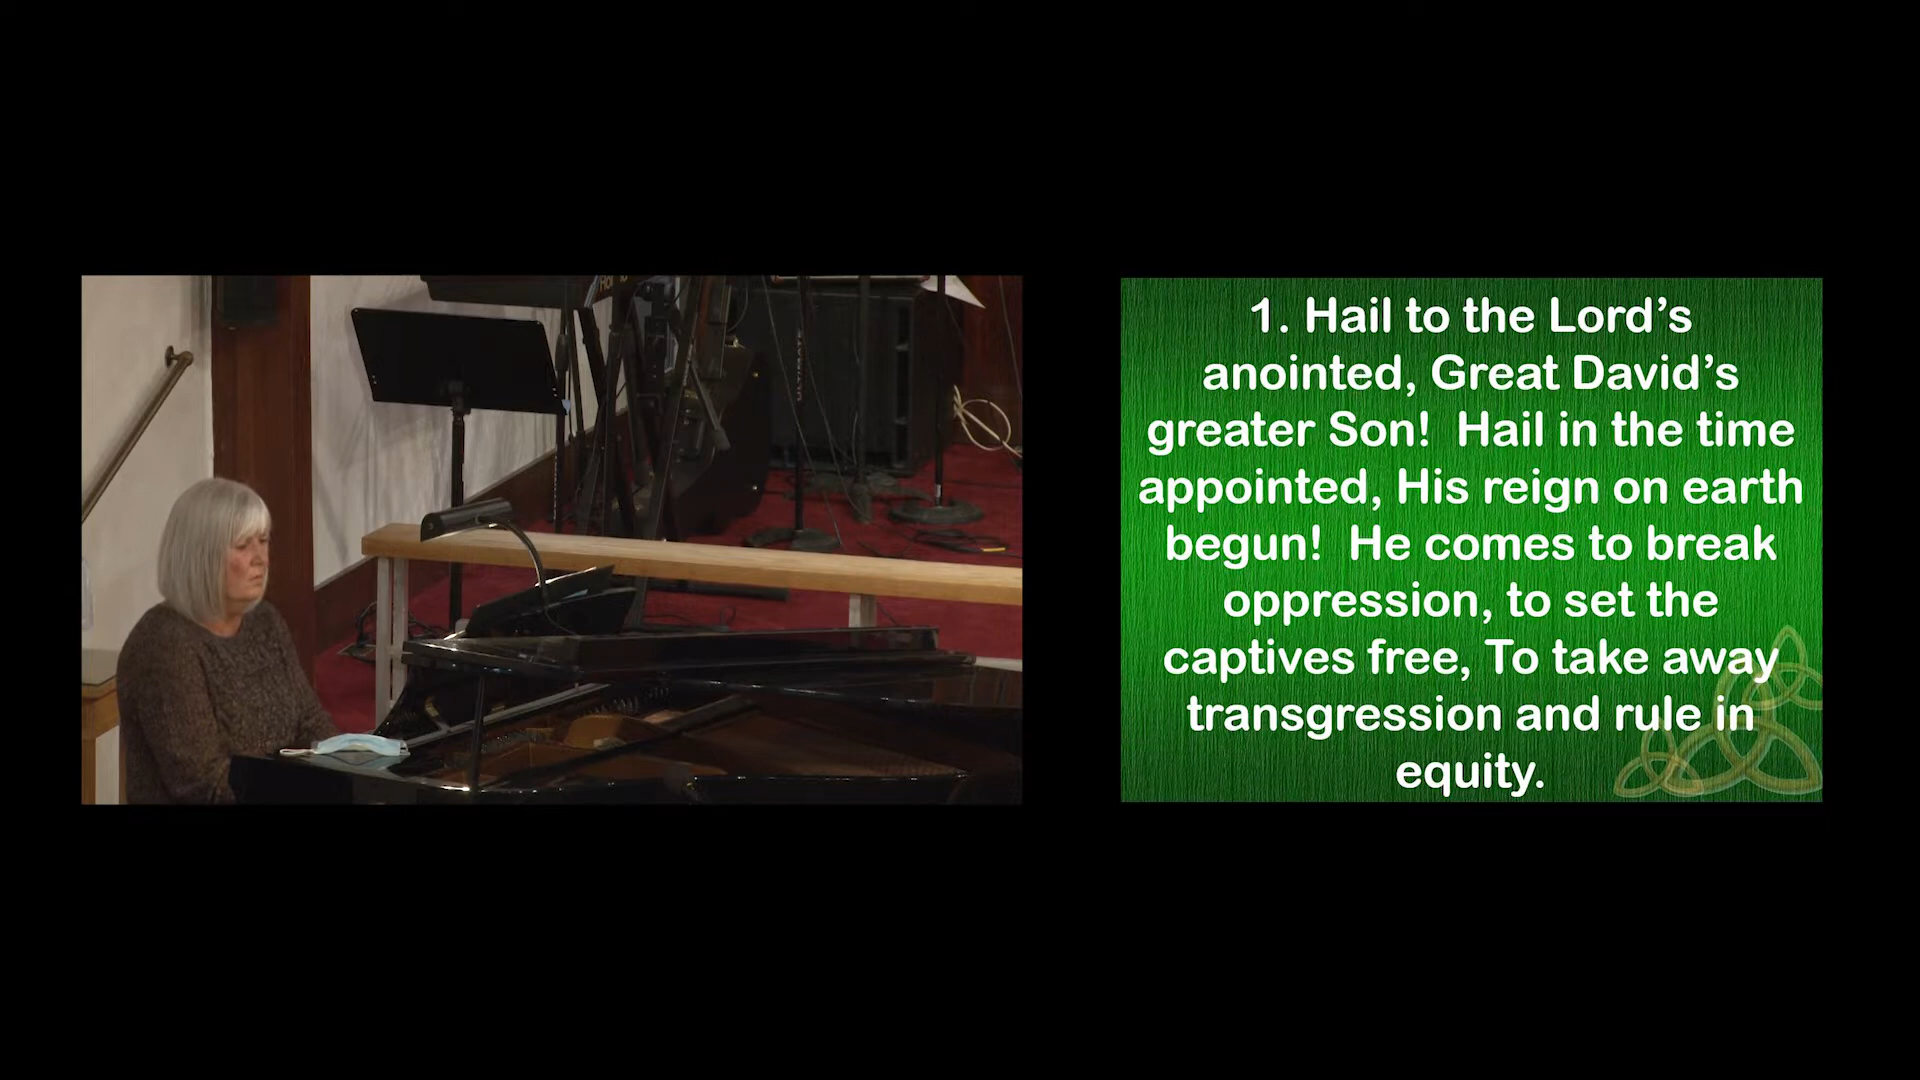 1. Hail to the Lord’s
anointed, Great David’s
greater Son!  Hail in the time
appointed, His reign on earth
begun!  He comes to break
oppression, to set the
captives free, To take away
transgression and rule in
equity.